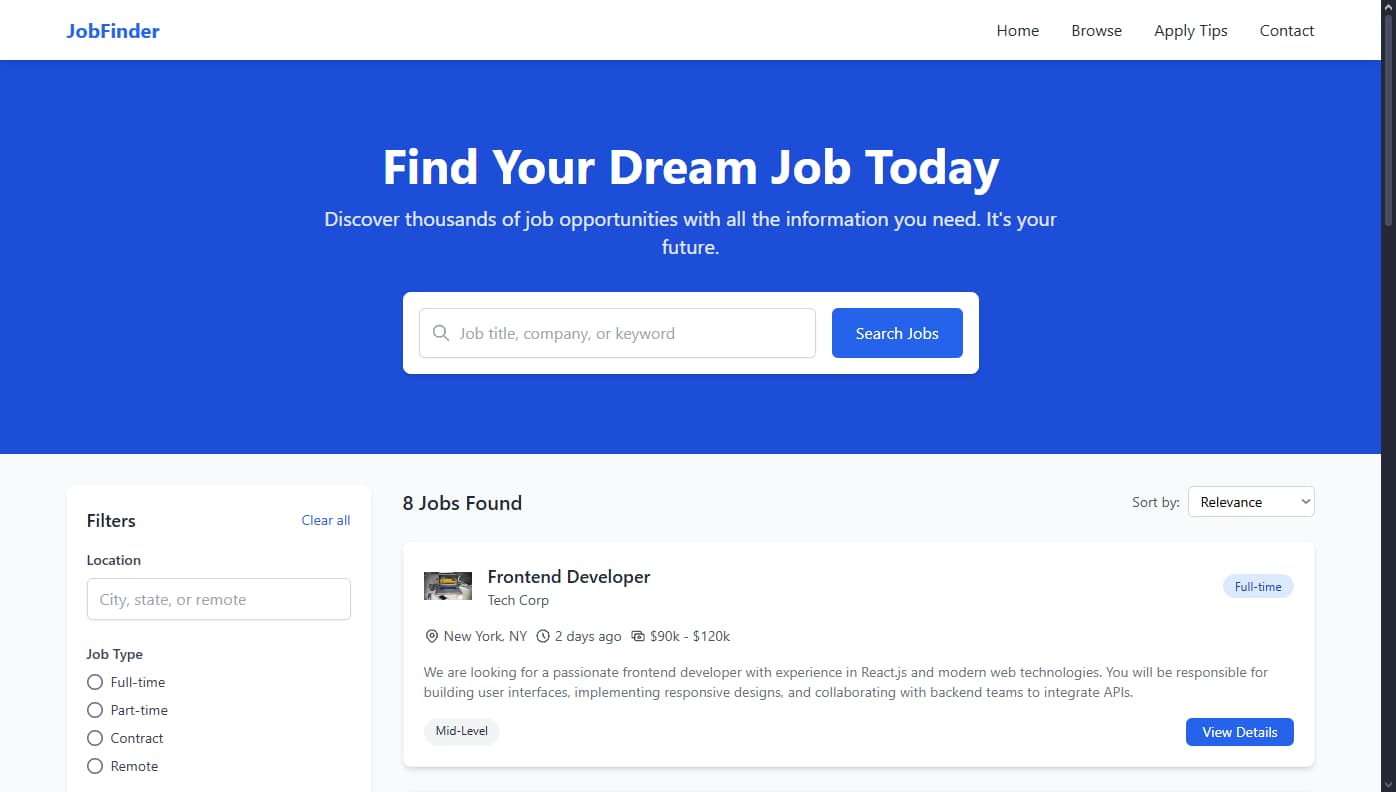 JobFinder
Home
Browse
Apply Tips
Contact
Find Your Dream Job Today
Discover thousands of job opportunities with all the information you need. It's your
future.
Job title, company, or keyword
Search Jobs
Filters
Clear all
Location
City, state, or remote
Job Type
Full-time
Part-time
Contract
Remote
8 Jobs Found
Sort by:
Relevance
Frontend Developer
Tech Corp
Full-time
New York, NY
2 days ago
$90k - $120k
We are looking for a passionate frontend developer with experience in React.js and modern web technologies. You will be responsible for
building user interfaces, implementing responsive designs, and collaborating with backend teams to integrate APIs.
Mid-Level
View Details